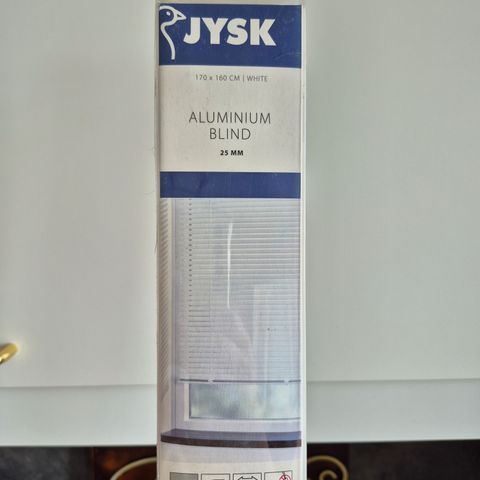 JYSK
170 x 160 CM | WHITE
ALUMINIUM
BLIND
25 MM